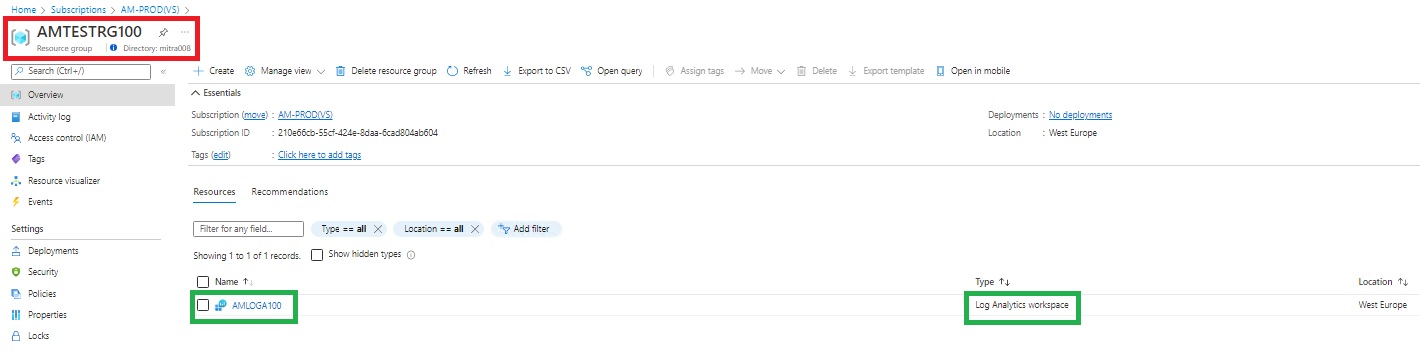 Home > Subscriptions > AM-PROD(VS) >
AMTESTRG100 ...
Resource group | Directory: mitra008
Search (Ctrl+/) «
Create Manage view Delete resource group Refresh Export to CSV Open query Assign tags Move Delete Export template Open in mobile
Overview
Activity log
Access control (IAM)
Tags
Resource visualizer
Events
Settings
Deployments
Security
Policies
Properties
Locks
Essentials
Subscription (move) : AM-PROD(VS) Deployments : No deployments
Subscription ID : 210e66cb-55cf-424e-8daa-6cad804ab604 Location : West Europe
Tags (edit) : Click here to add tags
Resources Recommendations
Filter for any field... Type == all Location == all Add filter
Showing 1 to 1 of 1 records. Show hidden types
Name ↑↓ Type ↑↓ Location ↑↓
AMLOGA100 Log Analytics workspace West Europe